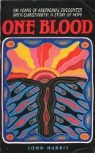 200 YEARS OF ABORIGINAL ENCOUNTER
WITH CHRISTIANITY: A STORY OF HOPE
ONE BLOOD
JOHN HARRIS